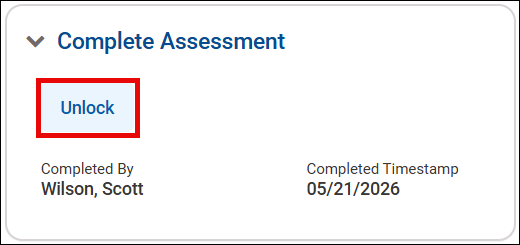 Complete Assessment
Unlock
Completed By
Completed Timestamp
Wilson, Scott
05/21/2026